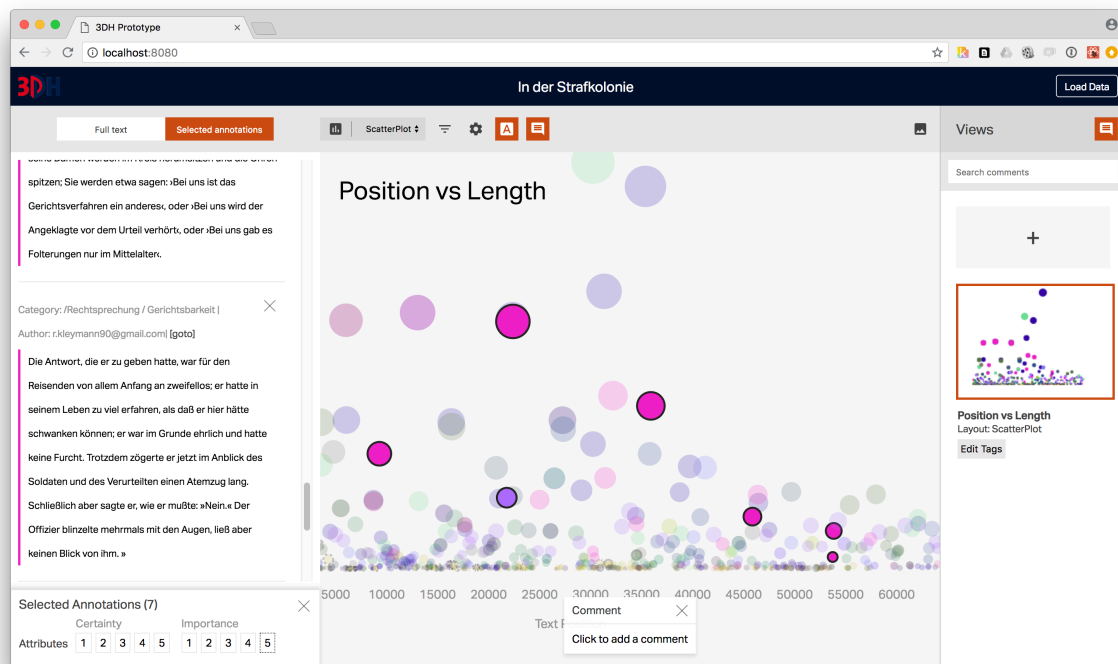 3DH Prototype
localhost:8080
3DH
In der Strafkolonie
Load Data
Full text
Selected annotations
ScatterPlot
A
Views
Search comments
spitzen; Sie werden etwa sagen: ›Bei uns ist das
Gerichtsverfahren ein anderes‹, oder ›Bei uns wird der
Angeklagte vor dem Urteil verhört‹, oder ›Bei uns gab es
Folterungen nur im Mittelalter‹.
Category: /Rechtsprechung / Gerichtsbarkeit |
Author: r.kleymann90@gmail.com| [goto]
Die Antwort, die er zu geben hatte, war für den
Reisenden von allem Anfang an zweifellos; er hatte in
seinem Leben zu viel erfahren, als daß er hier hätte
schwanken können; er war im Grunde ehrlich und hatte
keine Furcht. Trotzdem zögerte er jetzt im Anblick des
Soldaten und des Verurteilten einen Atemzug lang.
Schließlich aber sagte er, wie er mußte: »Nein.« Der
Offizier blinzelte mehrmals mit den Augen, ließ aber
keinen Blick von ihm. »
Selected Annotations (7)
Certainty Importance
Attributes 1 2 3 4 5 1 2 3 4 5
Position vs Length
5000 10000 15000 20000 25000 30000 35000 40000 45000 50000 55000 60000
Text
Comment
Click to add a comment
+
Position vs Length
Layout: ScatterPlot
Edit Tags